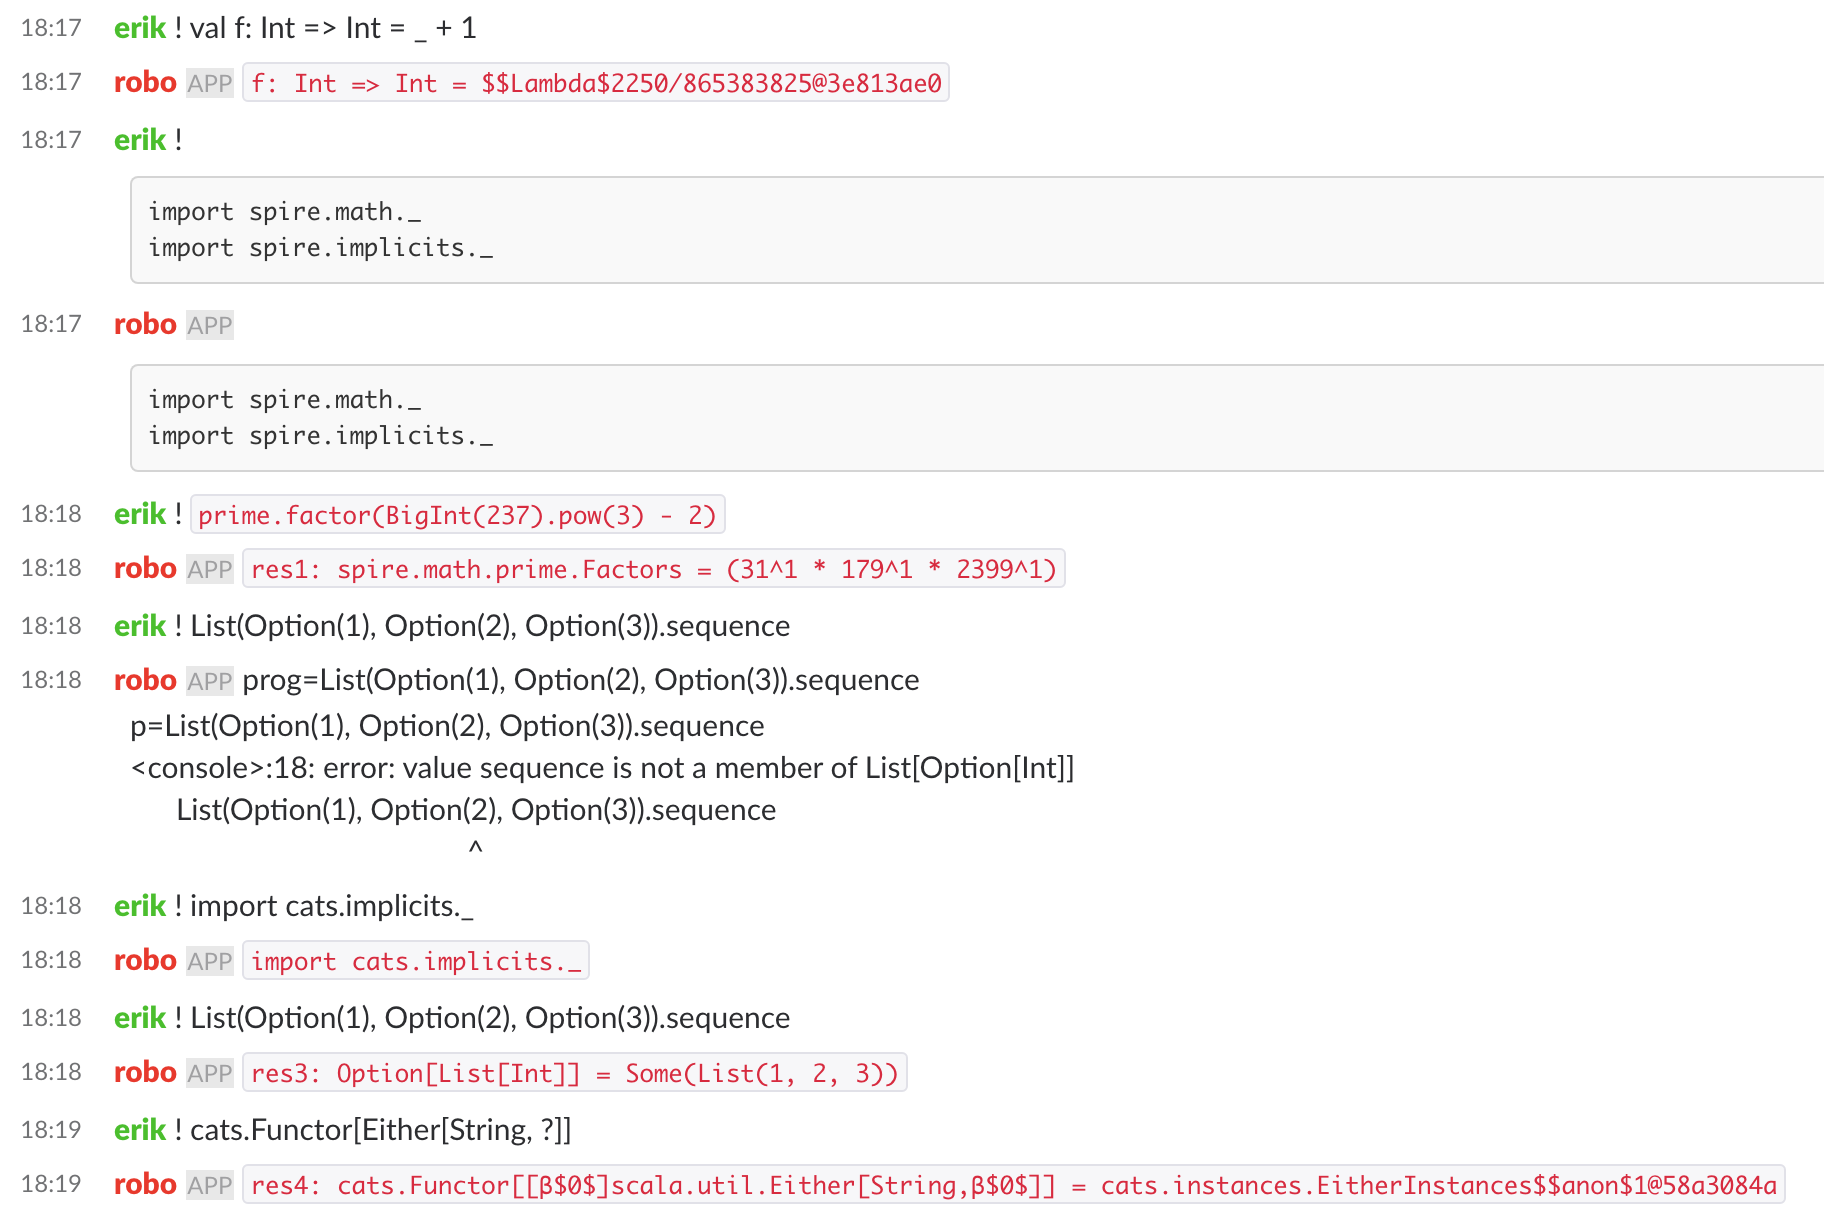 18:17 erik ! val f: Int => Int = _ + 1
18:17 robo APP f: Int => Int = $$Lambda$2250/865383825@3e813ae0
18:17 erik !
import spire.math._
import spire.implicits._
18:17 robo APP
import spire.math._
import spire.implicits._
18:18 erik ! prime.factor(BigInt(237).pow(3) - 2)
18:18 robo APP res1: spire.math.prime.Factors = (31^1 * 179^1 * 2399^1)
18:18 erik ! List(Option(1), Option(2), Option(3)).sequence
18:18 robo APP prog=List(Option(1), Option(2), Option(3)).sequence
p=List(Option(1), Option(2), Option(3)).sequence
<console>:18: error: value sequence is not a member of List[Option[Int]]
List(Option(1), Option(2), Option(3)).sequence
^
18:18 erik ! import cats.implicits._
18:18 robo APP import cats.implicits._
18:18 erik ! List(Option(1), Option(2), Option(3)).sequence
18:18 robo APP res3: Option[List[Int]] = Some(List(1, 2, 3))
18:19 erik ! cats.Functor[Either[String, ?]]
18:19 robo APP res4: cats.Functor[[β$0$]scala.util.Either[String,β$0$]] = cats.instances.EitherInstances$$anon$1@58a3084a